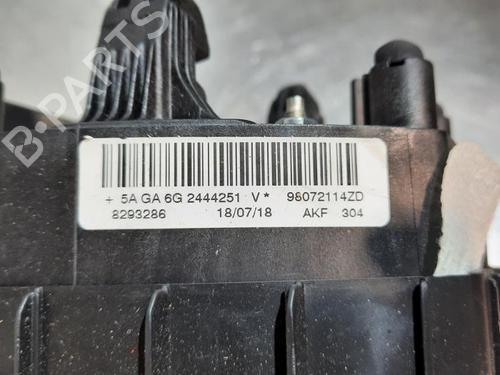 B-PARTS
+ 5A GA 6G 2444251 V* 98072114ZD
8293286 18/07/18 AKF 304